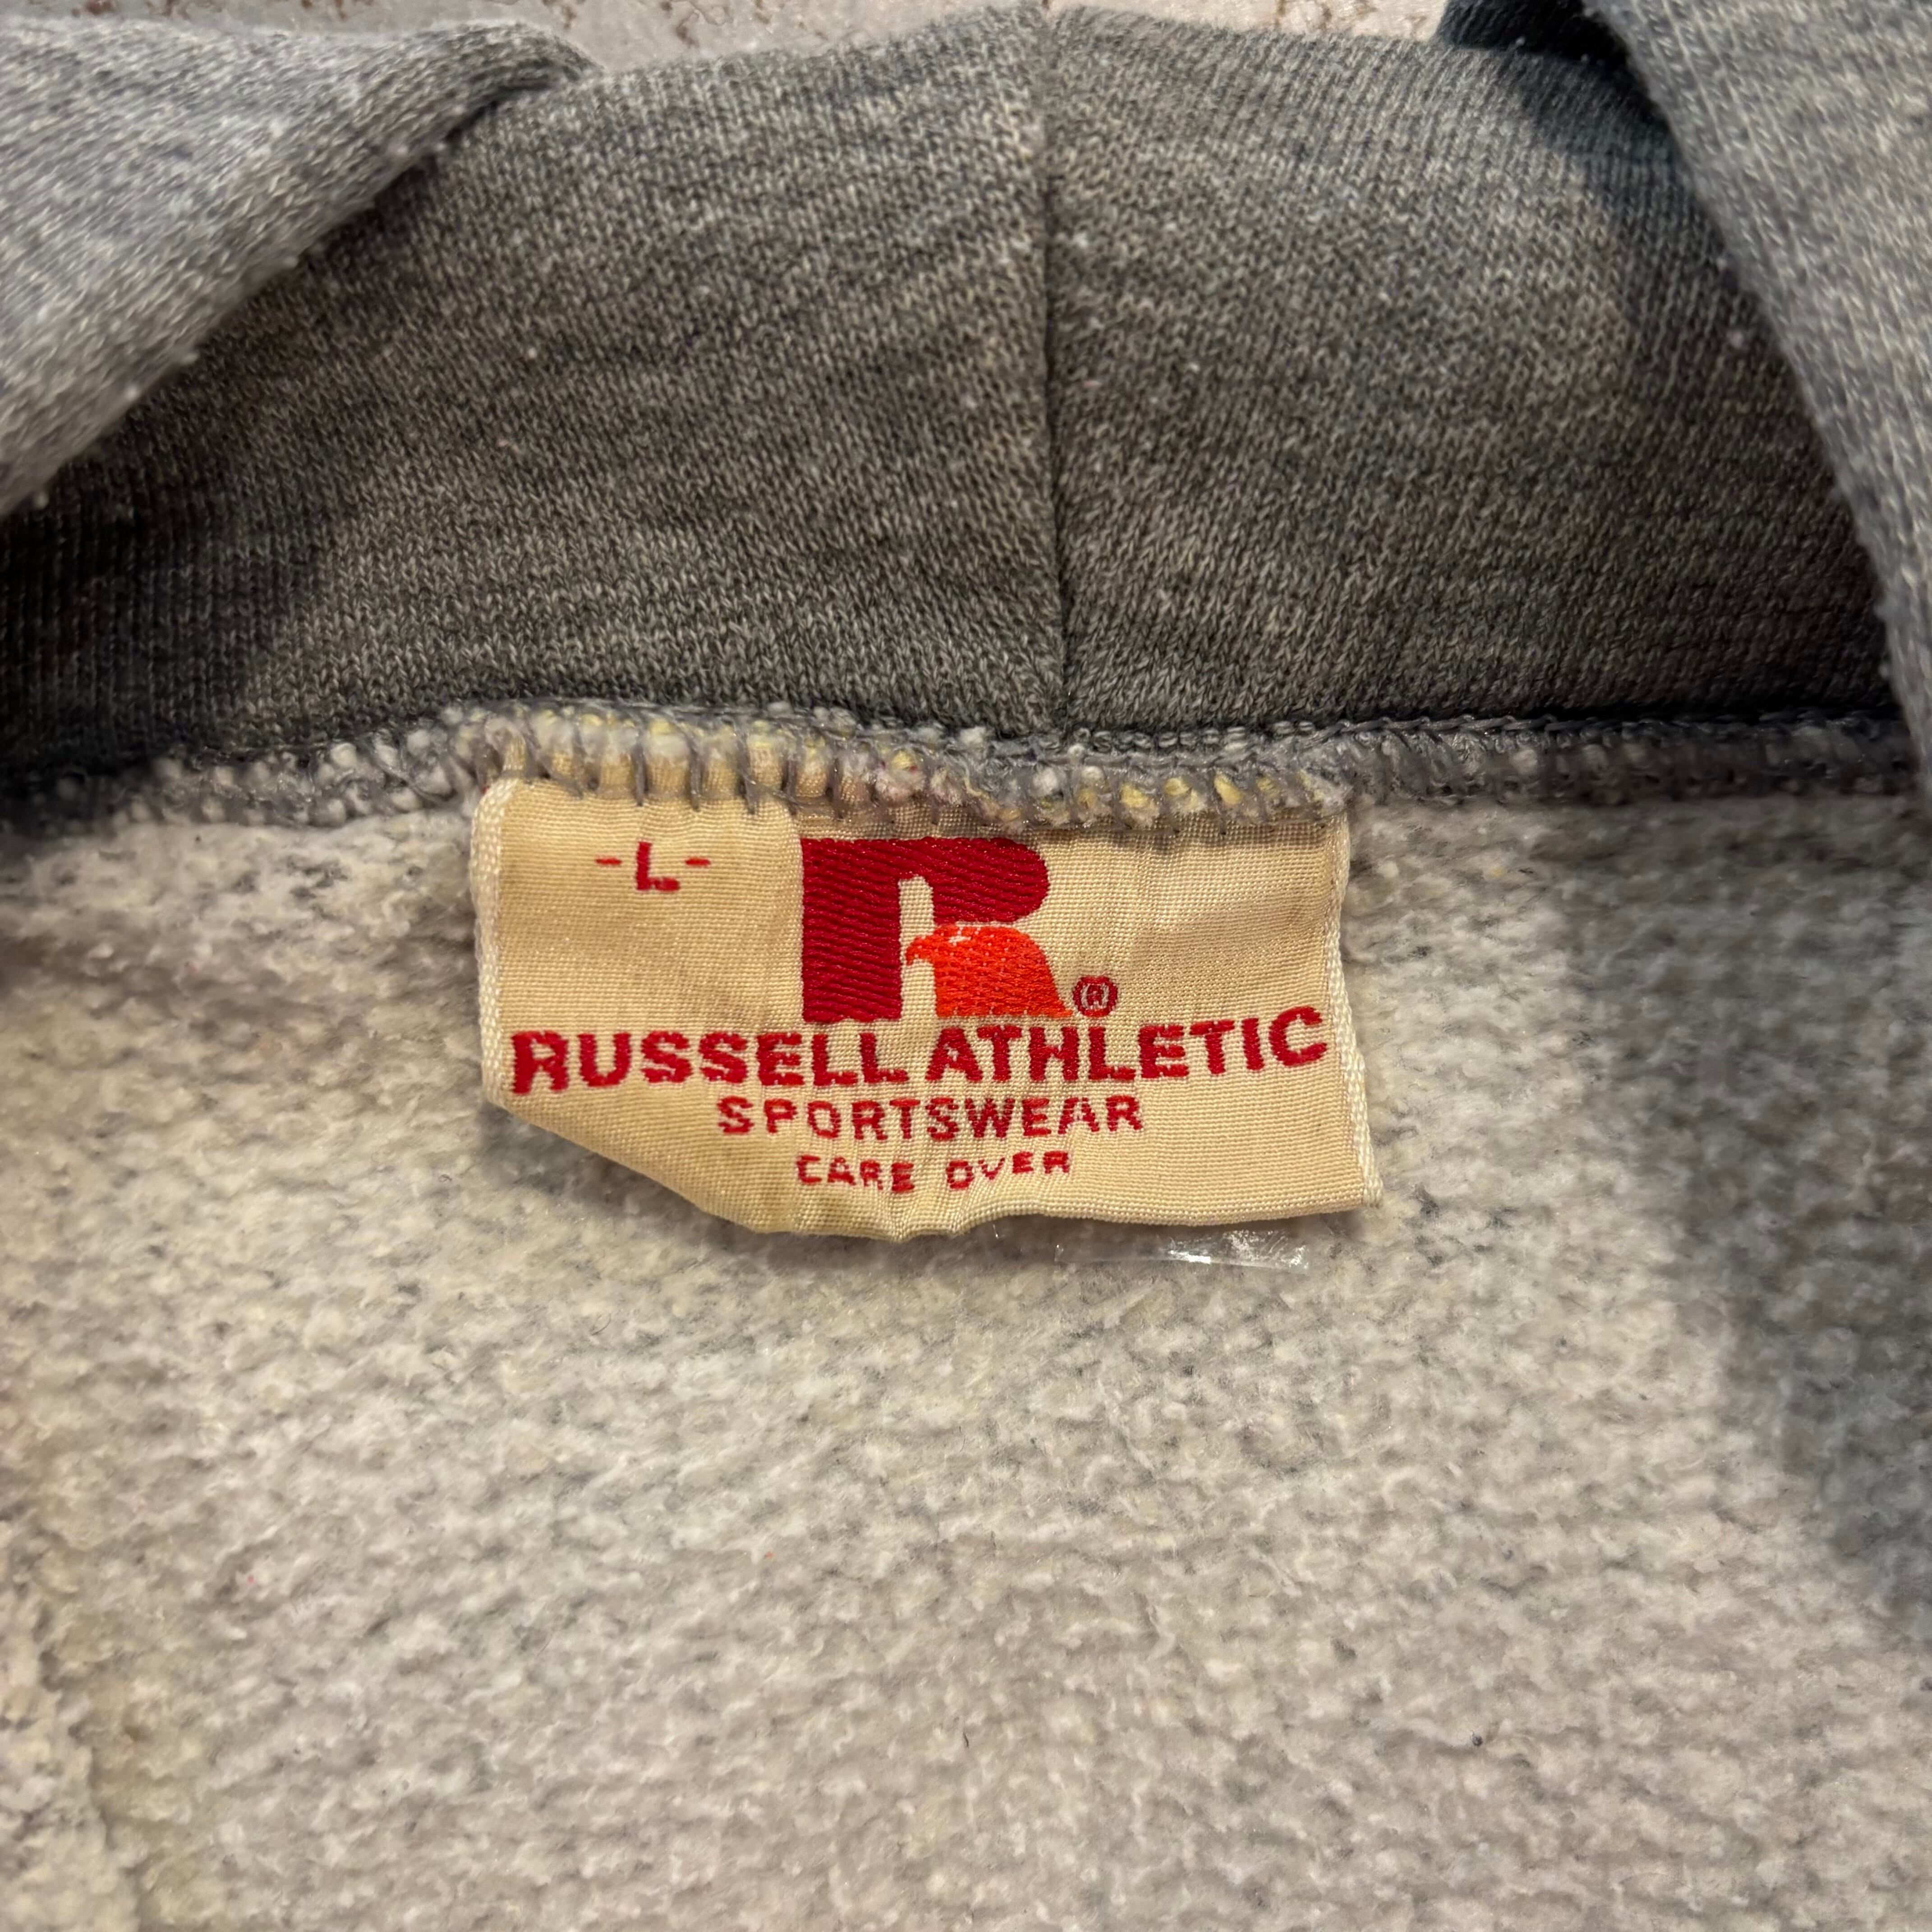 -L-
R®
RUSSELL ATHLETIC
SPORTSWEAR
CARE OVER